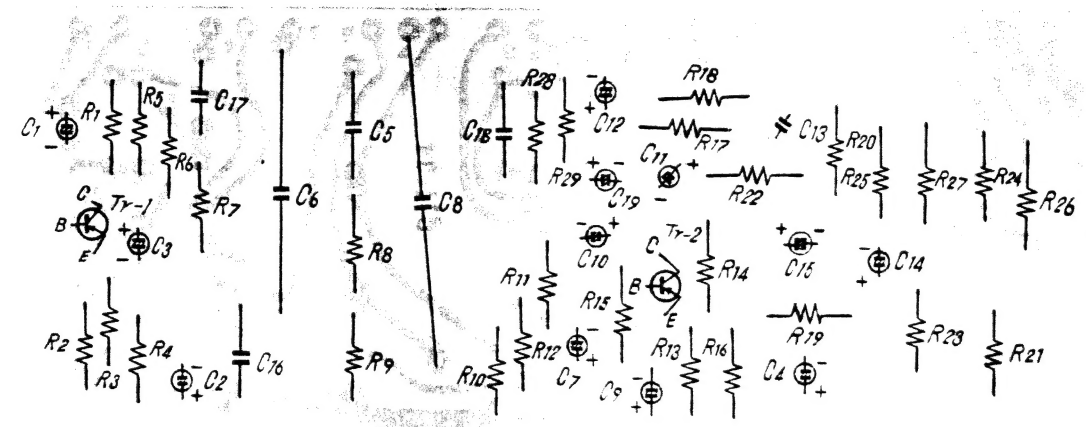 C1
+
-
R1
R5
R6
C17
R7
C
Tr-1
B
E
+
-
C3
R2
R3
R4
-
+
C2
C16
C6
C5
R8
R9
C8
C18
R28
R29
-
+
C12
R18
R17
+
-
C19
C11
+
-
R22
C13
R20
R25
R27
R24
R26
-
+
C10
C
Tr-2
B
E
R14
+
-
C15
-
+
C14
R11
R15
R12
R10
-
+
C7
C9
-
+
R13
R16
R19
C4
-
+
R23
R21